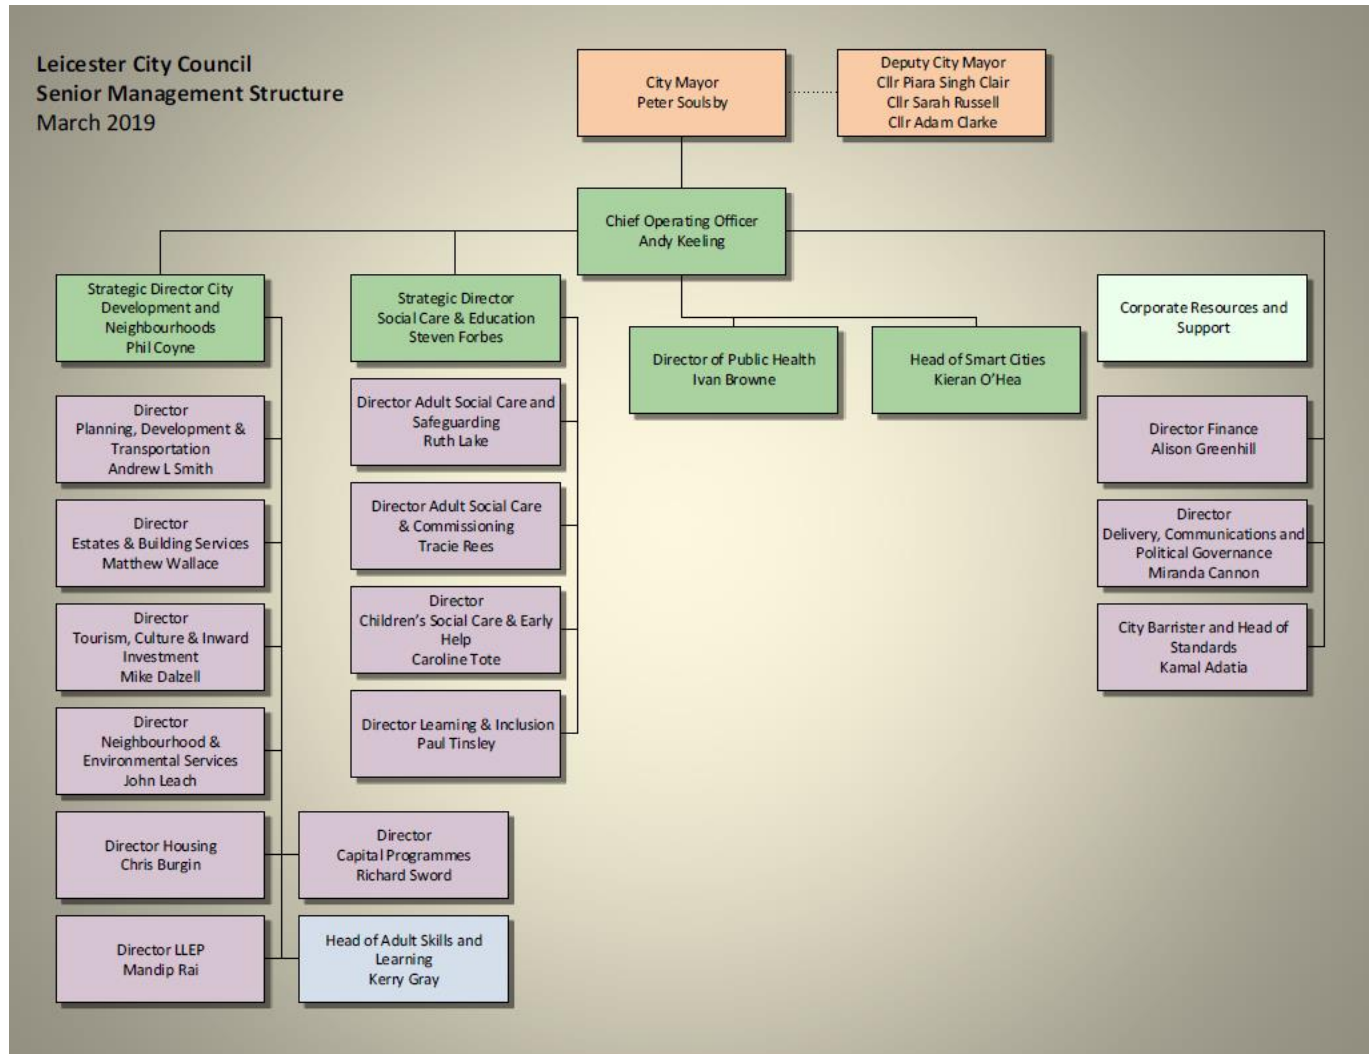 Leicester City Council
Senior Management Structure
March 2019
City Mayor
Peter Soulsby
Deputy City Mayor
Cllr Piara Singh Clair
Cllr Sarah Russell
Cllr Adam Clarke
Chief Operating Officer
Andy Keeling
Strategic Director City
Development and
Neighbourhoods
Phil Coyne
Strategic Director
Social Care & Education
Steven Forbes
Director of Public Health
Ivan Browne
Head of Smart Cities
Kieran O'Hea
Corporate Resources and
Support
Director
Planning, Development &
Transportation
Andrew L Smith
Director
Estates & Building Services
Matthew Wallace
Director
Tourism, Culture & Inward
Investment
Mike Dalzell
Director
Neighbourhood &
Environmental Services
John Leach
Director Housing
Chris Burgin
Director LLEP
Mandip Rai
Director
Capital Programmes
Richard Sword
Head of Adult Skills and
Learning
Kerry Gray
Director Adult Social Care and
Safeguarding
Ruth Lake
Director Adult Social Care
& Commissioning
Tracie Rees
Director
Children's Social Care & Early
Help
Caroline Tote
Director Learning & Inclusion
Paul Tinsley
Director Finance
Alison Greenhill
Director
Delivery, Communications and
Political Governance
Miranda Cannon
City Barrister and Head of
Standards
Kamal Adatia